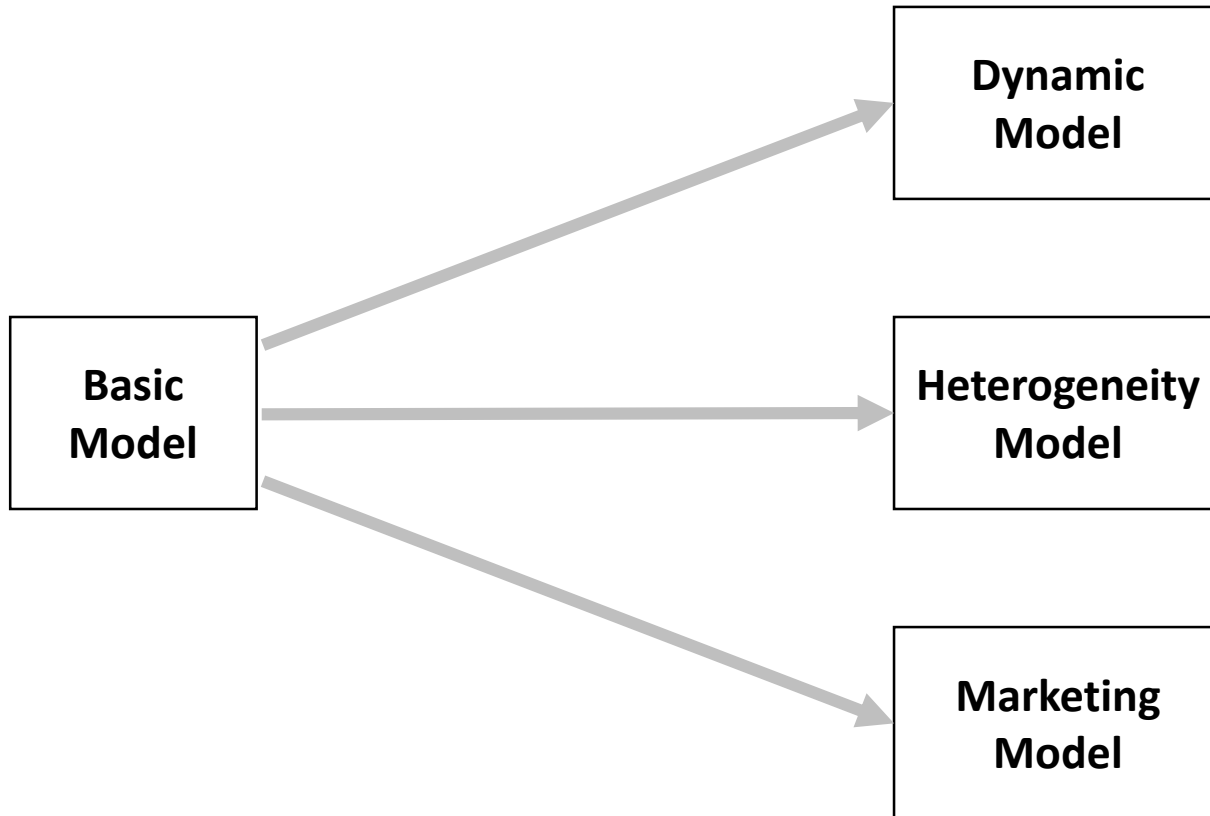 Dynamic
Model
Basic
Model
Heterogeneity
Model
Marketing
Model